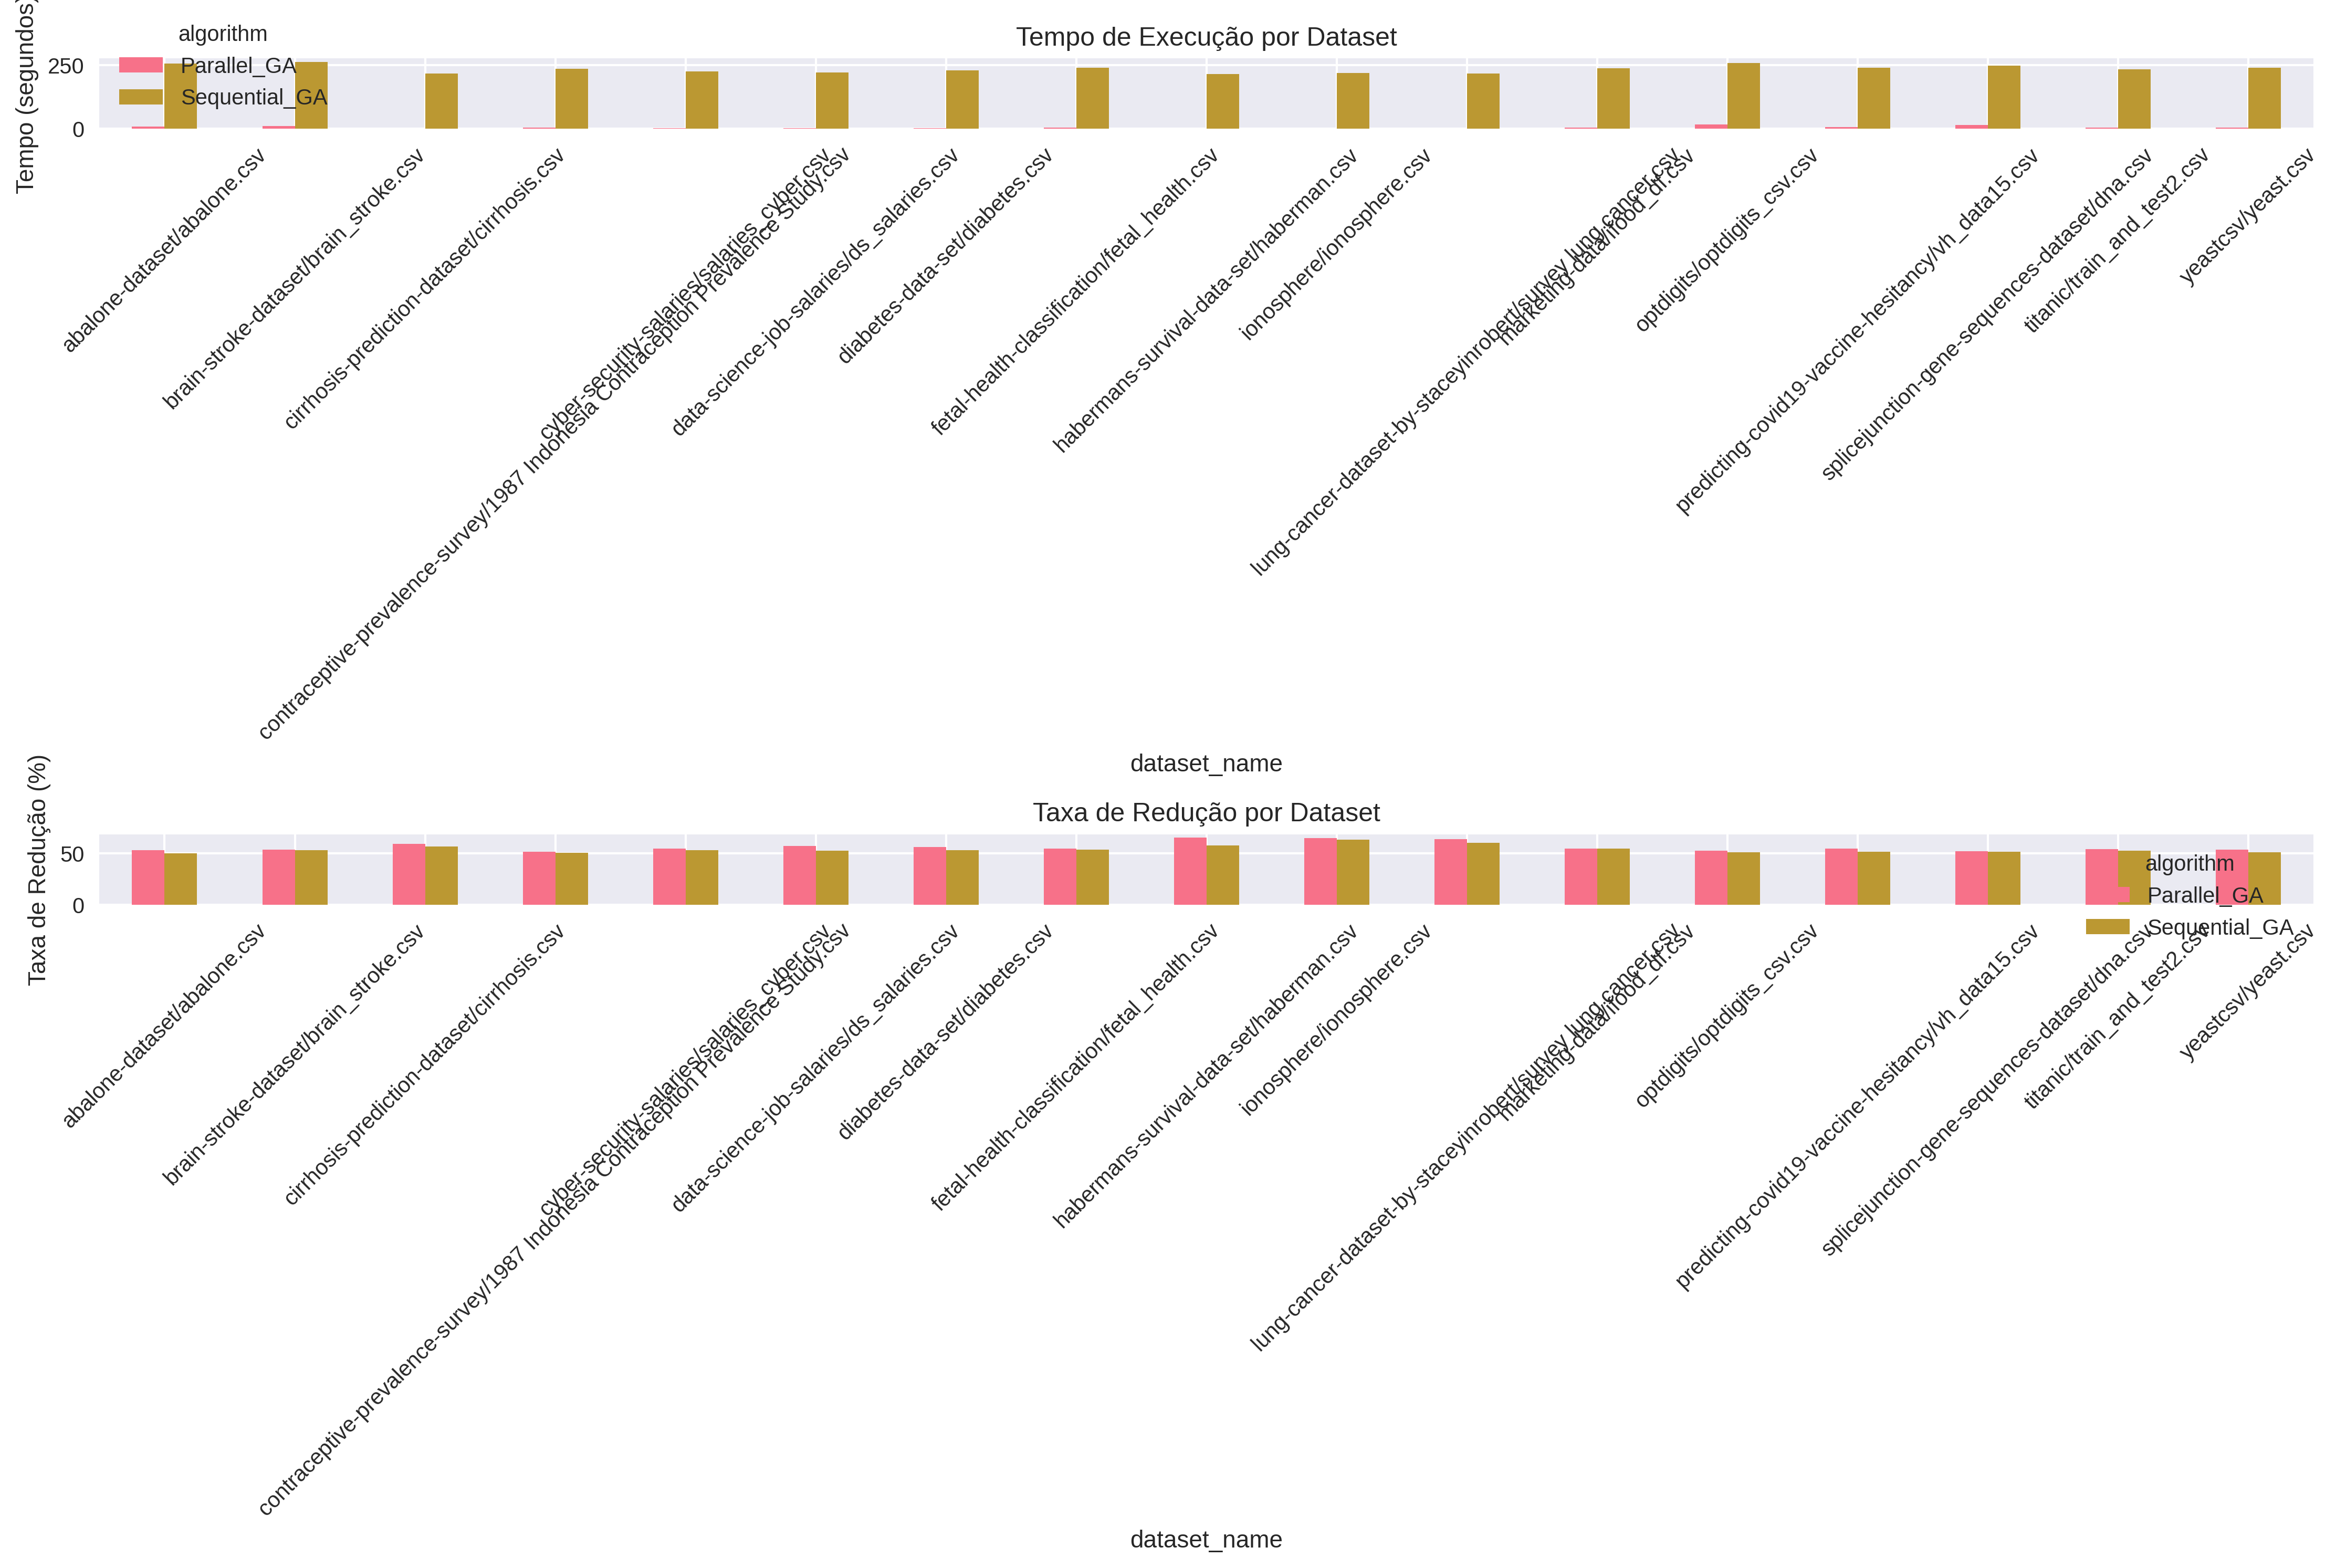 Tempo de Execução por Dataset
Tempo (segundos)
algorithm
Parallel_GA
Sequential_GA
250
0
abalone-dataset/abalone.csv
brain-stroke-dataset/brain_stroke.csv
cirrhosis-prediction-dataset/cirrhosis.csv
contraceptive-prevalence-survey/1987 Indonesia Contraception Prevalence Study.csv
cyber-security-salaries/salaries_cyber.csv
data-science-job-salaries/ds_salaries.csv
diabetes-data-set/diabetes.csv
fetal-health-classification/fetal_health.csv
habermans-survival-data-set/haberman.csv
ionosphere/ionosphere.csv
lung-cancer-dataset-by-staceyinrobert/survey lung cancer.csv
marketing-data/ifood_df.csv
optdigits/optdigits_csv.csv
predicting-covid19-vaccine-hesitancy/vh_data15.csv
splicejunction-gene-sequences-dataset/dna.csv
titanic/train_and_test2.csv
yeastcsv/yeast.csv
dataset_name
Taxa de Redução por Dataset
Taxa de Redução (%)
50
0
algorithm
Parallel_GA
Sequential_GA
abalone-dataset/abalone.csv
brain-stroke-dataset/brain_stroke.csv
cirrhosis-prediction-dataset/cirrhosis.csv
contraceptive-prevalence-survey/1987 Indonesia Contraception Prevalence Study.csv
cyber-security-salaries/salaries_cyber.csv
data-science-job-salaries/ds_salaries.csv
diabetes-data-set/diabetes.csv
fetal-health-classification/fetal_health.csv
habermans-survival-data-set/haberman.csv
ionosphere/ionosphere.csv
lung-cancer-dataset-by-staceyinrobert/survey lung cancer.csv
marketing-data/ifood_df.csv
optdigits/optdigits_csv.csv
predicting-covid19-vaccine-hesitancy/vh_data15.csv
splicejunction-gene-sequences-dataset/dna.csv
titanic/train_and_test2.csv
yeastcsv/yeast.csv
dataset_name